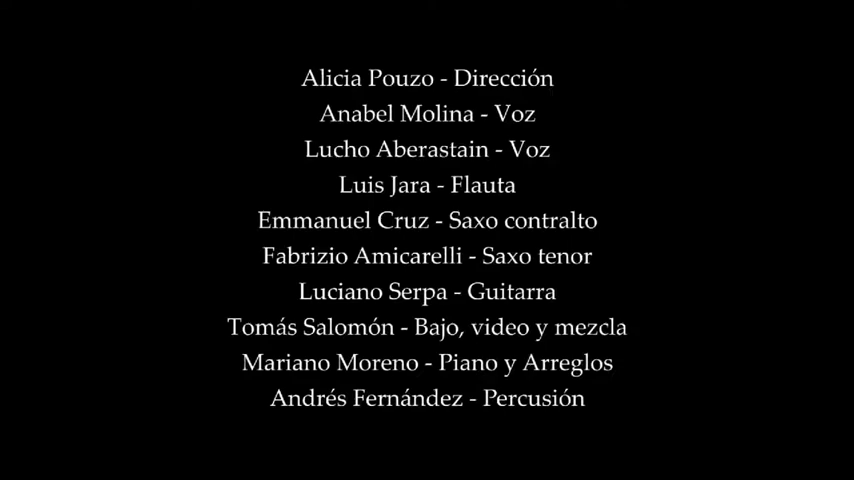 Alicia Pouzo - Dirección
Anabel Molina - Voz
Lucho Aberastain - Voz
Luis Jara - Flauta
Emmanuel Cruz - Saxo contralto
Fabrizio Amicarelli - Saxo tenor
Luciano Serpa - Guitarra
Tomás Salomón - Bajo, video y mezcla
Mariano Moreno - Piano y Arreglos
Andrés Fernández - Percusión